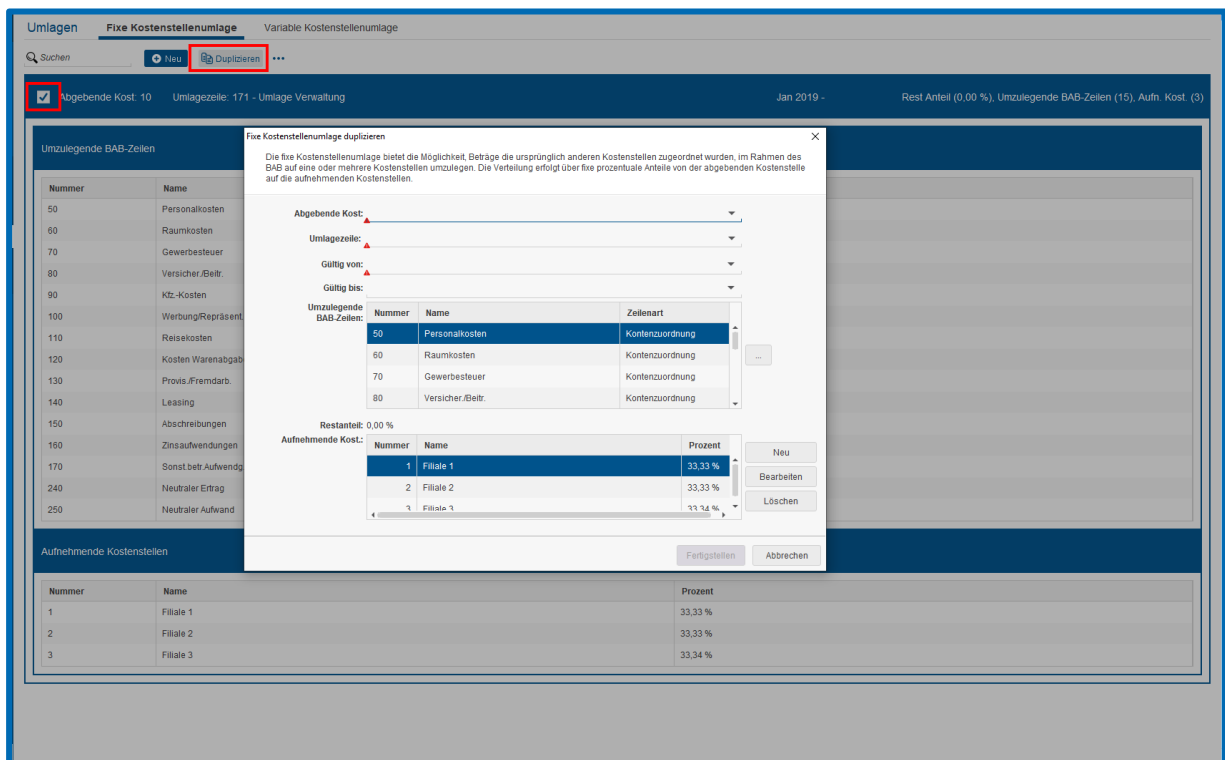 Umlagen Fixe Kostenstellenumlage Variable Kostenstellenumlage
Suchen Neu Duplizieren •••
Abgebende Kost: 10 Umlagezeile: 171 - Umlage Verwaltung Jan 2019 - Rest Anteil (0,00 %), Umzulegende BAB-Zeilen (15), Aufn. Kost. (3)
Umzulegende BAB-Zeilen
Nummer Name
50 Personalkosten
60 Raumkosten
70 Gewerbesteuer
80 Versicher./Beitr.
90 Kfz.-Kosten
100 Werbung/Repräsent.
110 Reisekosten
120 Kosten Warenabgab
130 Provis./Fremdarb.
140 Leasing
150 Abschreibungen
160 Zinsaufwendungen
170 Sonst.betr.Aufwendg
240 Neutraler Ertrag
250 Neutraler Aufwand
Fixe Kostenstellenumlage duplizieren
Die fixe Kostenstellenumlage bietet die Möglichkeit, Beträge die ursprünglich anderen Kostenstellen zugeordnet wurden, im Rahmen des
BAB auf eine oder mehrere Kostenstellen umzulegen. Die Verteilung erfolgt über fixe prozentuale Anteile von der abgebenden Kostenstelle
auf die aufnehmenden Kostenstellen.
Abgebende Kost:
Umlagezeile:
Gültig von:
Gültig bis:
Umzulegende
BAB-Zeilen:
Nummer Name Zeilenart
50 Personalkosten Kontenzuordnung
60 Raumkosten Kontenzuordnung
...
70 Gewerbesteuer Kontenzuordnung
80 Versicher./Beitr. Kontenzuordnung
Restanteil: 0,00 %
Aufnehmende Kost.:
Nummer Name Prozent
Neu
1 Filiale 1 33,33 %
Bearbeiten
2 Filiale 2 33,33 %
Löschen
3 Filiale 3 33,34 %
Fertigstellen Abbrechen
Aufnehmende Kostenstellen
Nummer Name Prozent
1 Filiale 1 33,33 %
2 Filiale 2 33,33 %
3 Filiale 3 33,34 %